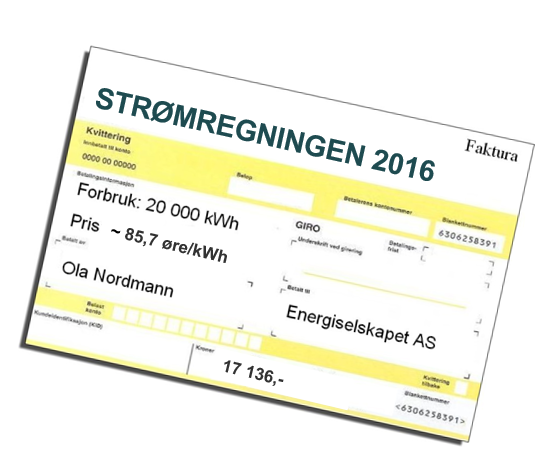 STRØMREGNINGEN 2016
Faktura
Kvittering
Innbetalt til konto
0000 00 00000
Beløp
Betalerens kontonummer
Blankettnummer
6306258391
Betalingsinformasjon
Forbruk: 20 000 kWh
Pris ~ 85,7 øre/kWh
GIRO
Underskrift ved girering
Betalings-
frist
Betalt av
Ola Nordmann
Betalt til
Energiselskapet AS
Belast
konto
Kvittering
tilbake
Kundeidentifikasjon (KID)
Kroner
17 136,-
Blankettnummer
<6306258391>